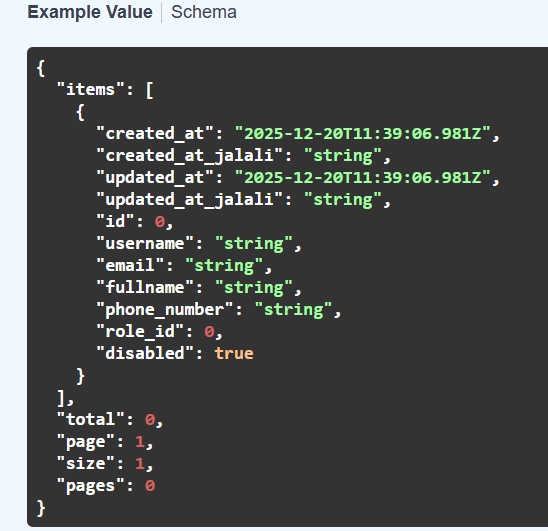 Example Value | Schema
{
  "items": [
    {
      "created_at": "2025-12-20T11:39:06.981Z",
      "created_at_jalali": "string",
      "updated_at": "2025-12-20T11:39:06.981Z",
      "updated_at_jalali": "string",
      "id": 0,
      "username": "string",
      "email": "string",
      "fullname": "string",
      "phone_number": "string",
      "role_id": 0,
      "disabled": true
    }
  ],
  "total": 0,
  "page": 1,
  "size": 1,
  "pages": 0
}